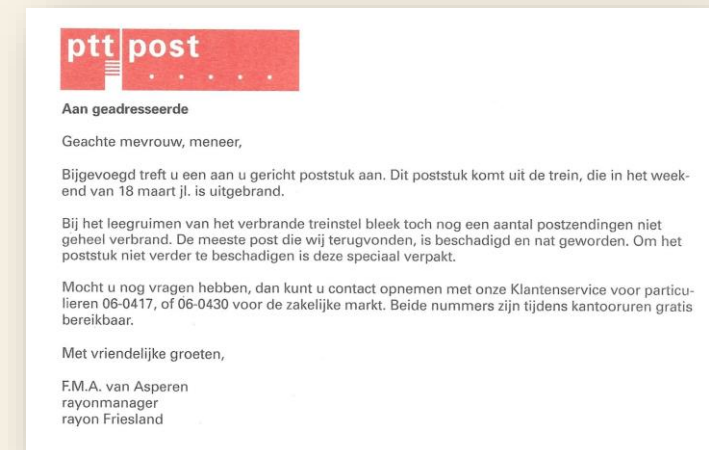 ptt post
Aan geadresseerde
Geachte mevrouw, meneer,
Bijgevoegd treft u een aan u gericht poststuk aan. Dit poststuk komt uit de trein, die in het week-
end van 18 maart jl. is uitgebrand.
Bij het leegruimen van het verbrande treinstel bleek toch nog een aantal postzendingen niet
geheel verbrand. De meeste post die wij terugvonden, is beschadigd en nat geworden. Om het
poststuk niet verder te beschadigen is deze speciaal verpakt.
Mocht u nog vragen hebben, dan kunt u contact opnemen met onze Klantenservice voor particu-
lieren 06-0417, of 06-0430 voor de zakelijke markt. Beide nummers zijn tijdens kantooruren gratis
bereikbaar.
Met vriendelijke groeten,
F.M.A. van Asperen
rayonmanager
rayon Friesland